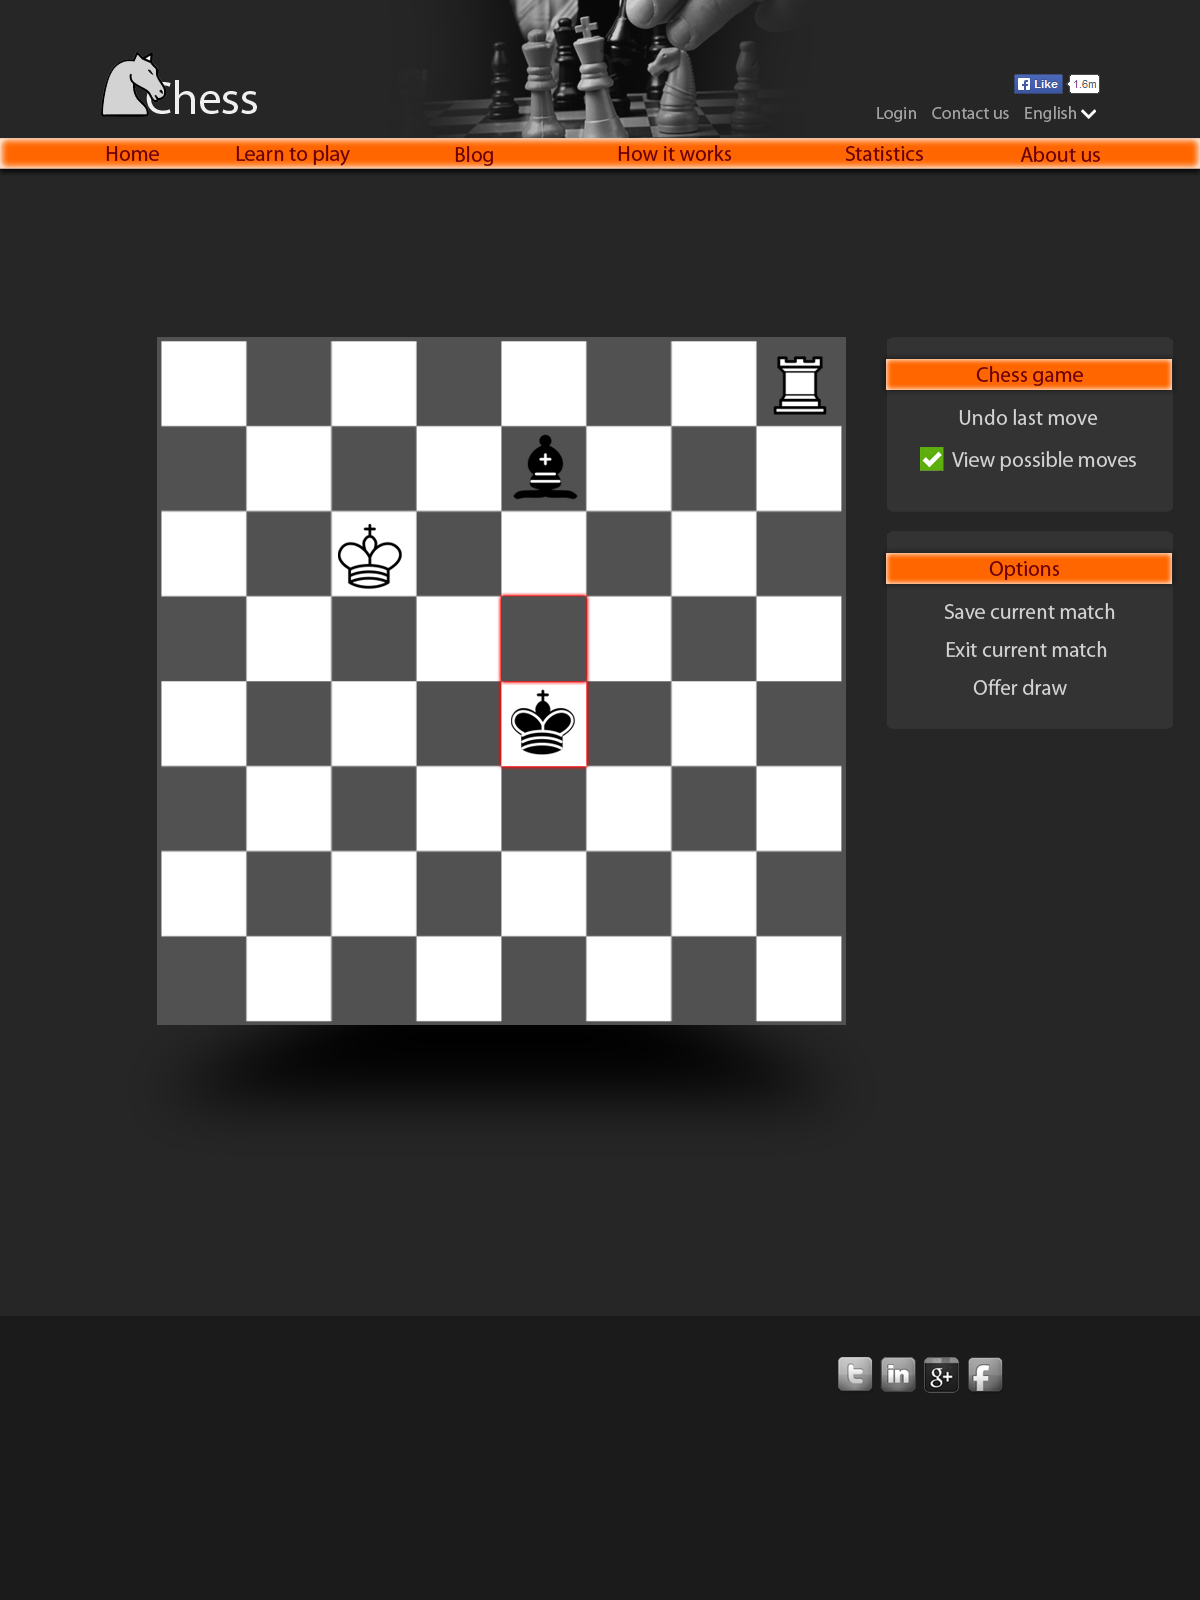 Chess
Like
1.6m
Login Contact us English
Home Learn to play Blog How it works Statistics About us
Chess game
Undo last move
View possible moves
Options
Save current match
Exit current match
Offer draw
t in g+ f